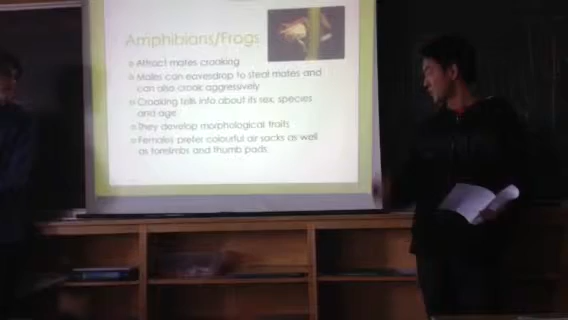 Amphibians/Frogs
Attract mates croaking
Males can eavesdrop to steal mates and
can also croak aggressively
Croaking tells info about its sex, species
and age
They develop morphological traits
Females prefer colourful air sacks as well
as forelimbs and thumb pads